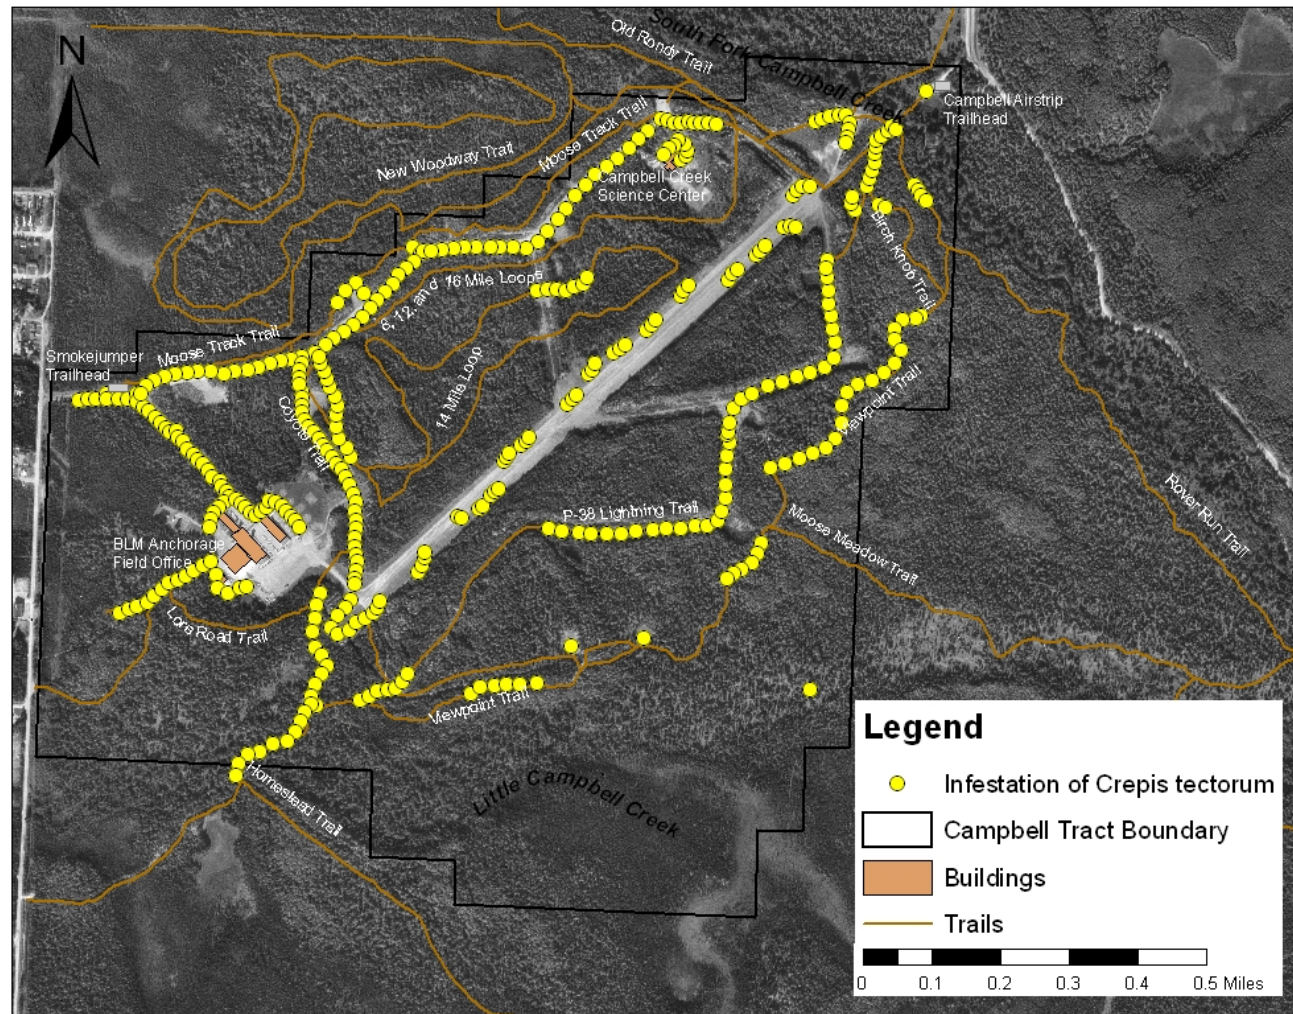 N
Old Rondy Trail
South Fork Campbell Creek
Campbell Airstrip
Trailhead
Moose Track Trail
New Woodway Trail
Campbell Creek
Science Center
Birch Knob Trail
8, 12, and 16 Mile Loops
Moose Track Trail
Smokejumper
Trailhead
14 Mile Loop
Coyote Trail
Viewpoint Trail
Rover Run Trail
P-38 Lightning Trail
Moose Meadow Trail
BLM Anchorage
Field Office
Lore Road Trail
Viewpoint Trail
Homestead Trail
Little Campbell Creek
Legend
Infestation of Crepis tectorum
Campbell Tract Boundary
Buildings
Trails
0 0.1 0.2 0.3 0.4 0.5 Miles